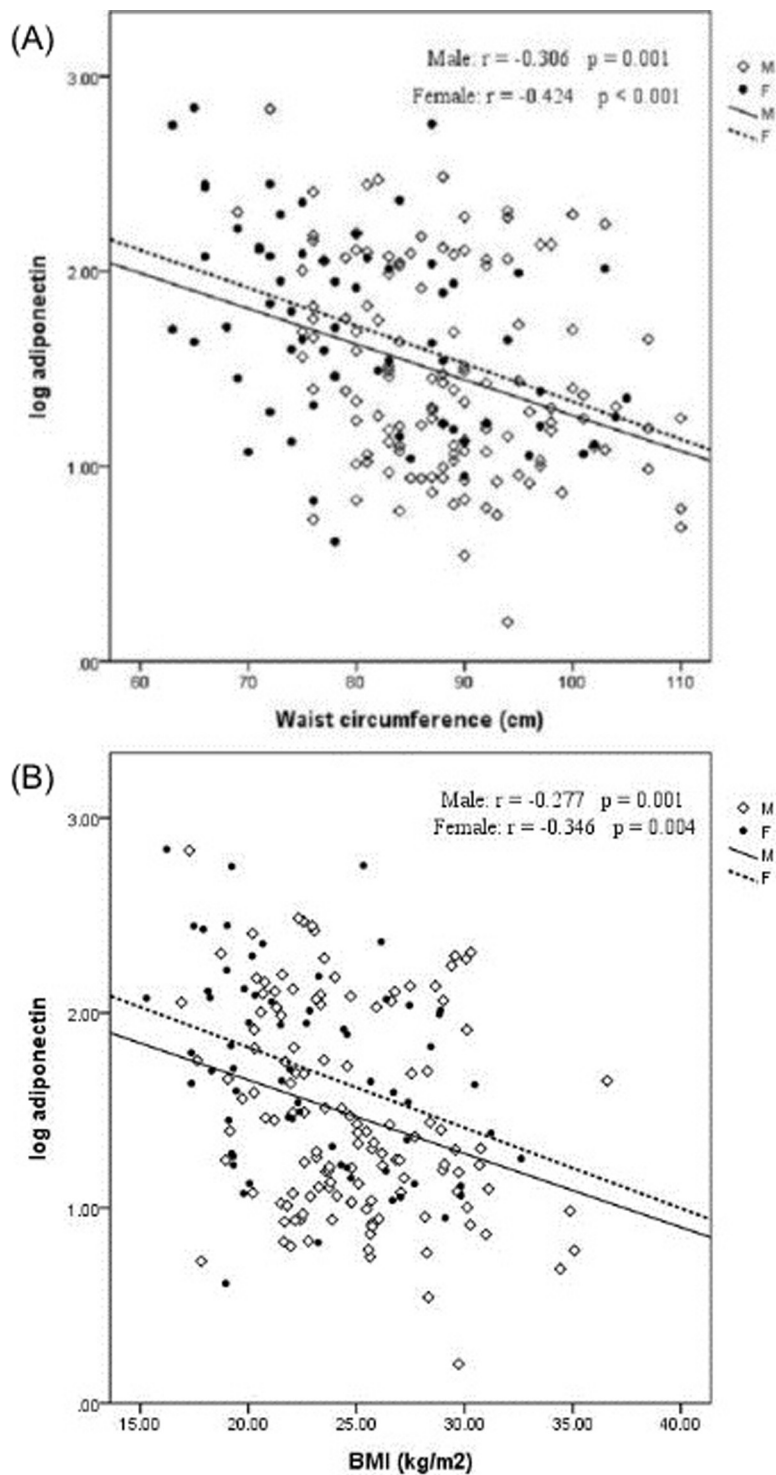 (A)
Male: r = -0.306 p = 0.001
Female: r = -0.424 p < 0.001
M
F
M
F
3.00
2.00
1.00
.00
log adiponectin
60
70
80
90
100
110
Waist circumference (cm)
(B)
Male: r = -0.277 p = 0.001
Female: r = -0.346 p = 0.004
M
F
M
F
3.00
2.00
1.00
.00
log adiponectin
15.00
20.00
25.00
30.00
35.00
40.00
BMI (kg/m2)